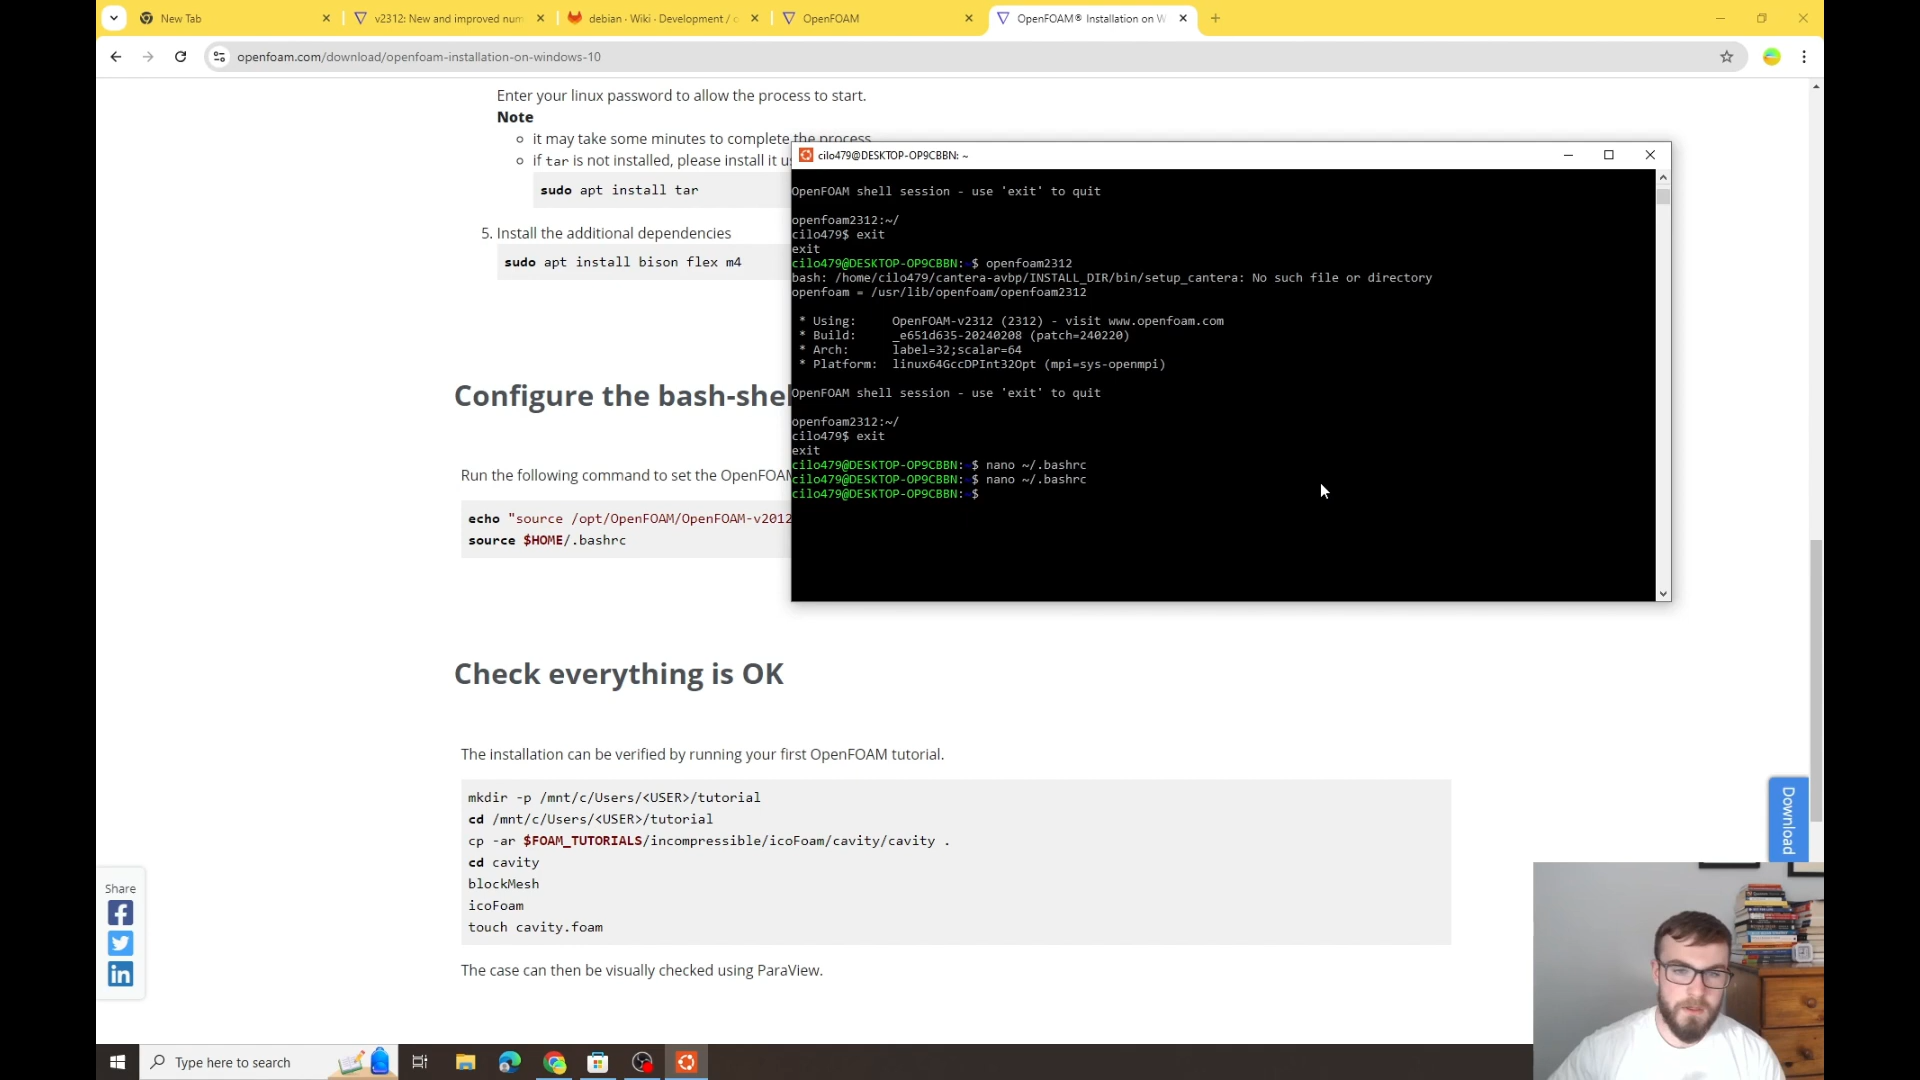 New Tab
v2312: New and improved num
debian · Wiki · Development / o
OpenFOAM
OpenFOAM® Installation on W
openfoam.com/download/openfoam-installation-on-windows-10
Enter your linux password to allow the process to start.
Note
it may take some minutes to complete the process
if tar is not installed, please install it us
sudo apt install tar
5. Install the additional dependencies
sudo apt install bison flex m4
Configure the bash-shel
Run the following command to set the OpenFOAM
echo "source /opt/OpenFOAM/OpenFOAM-v2012
source $HOME/.bashrc
cilo479@DESKTOP-OP9CBBN: ~
OpenFOAM shell session - use 'exit' to quit
openfoam2312:~/
cilo479$ exit
exit
cilo479@DESKTOP-OP9CBBN:~$ openfoam2312
bash: /home/cilo479/cantera-avbp/INSTALL_DIR/bin/setup_cantera: No such file or directory
openfoam = /usr/lib/openfoam/openfoam2312
* Using: OpenFOAM-v2312 (2312) - visit www.openfoam.com
* Build: _e651d635-20240208 (patch=240220)
* Arch: label=32;scalar=64
* Platform: linux64GccDPInt32Opt (mpi=sys-openmpi)
OpenFOAM shell session - use 'exit' to quit
openfoam2312:~/
cilo479$ exit
exit
cilo479@DESKTOP-OP9CBBN:~$ nano ~/.bashrc
cilo479@DESKTOP-OP9CBBN:~$ nano ~/.bashrc
cilo479@DESKTOP-OP9CBBN:~$
Check everything is OK
The installation can be verified by running your first OpenFOAM tutorial.
mkdir -p /mnt/c/Users/<USER>/tutorial
cd /mnt/c/Users/<USER>/tutorial
cp -ar $FOAM_TUTORIALS/incompressible/icoFoam/cavity/cavity .
cd cavity
blockMesh
icoFoam
touch cavity.foam
The case can then be visually checked using ParaView.
Download
Share
Type here to search